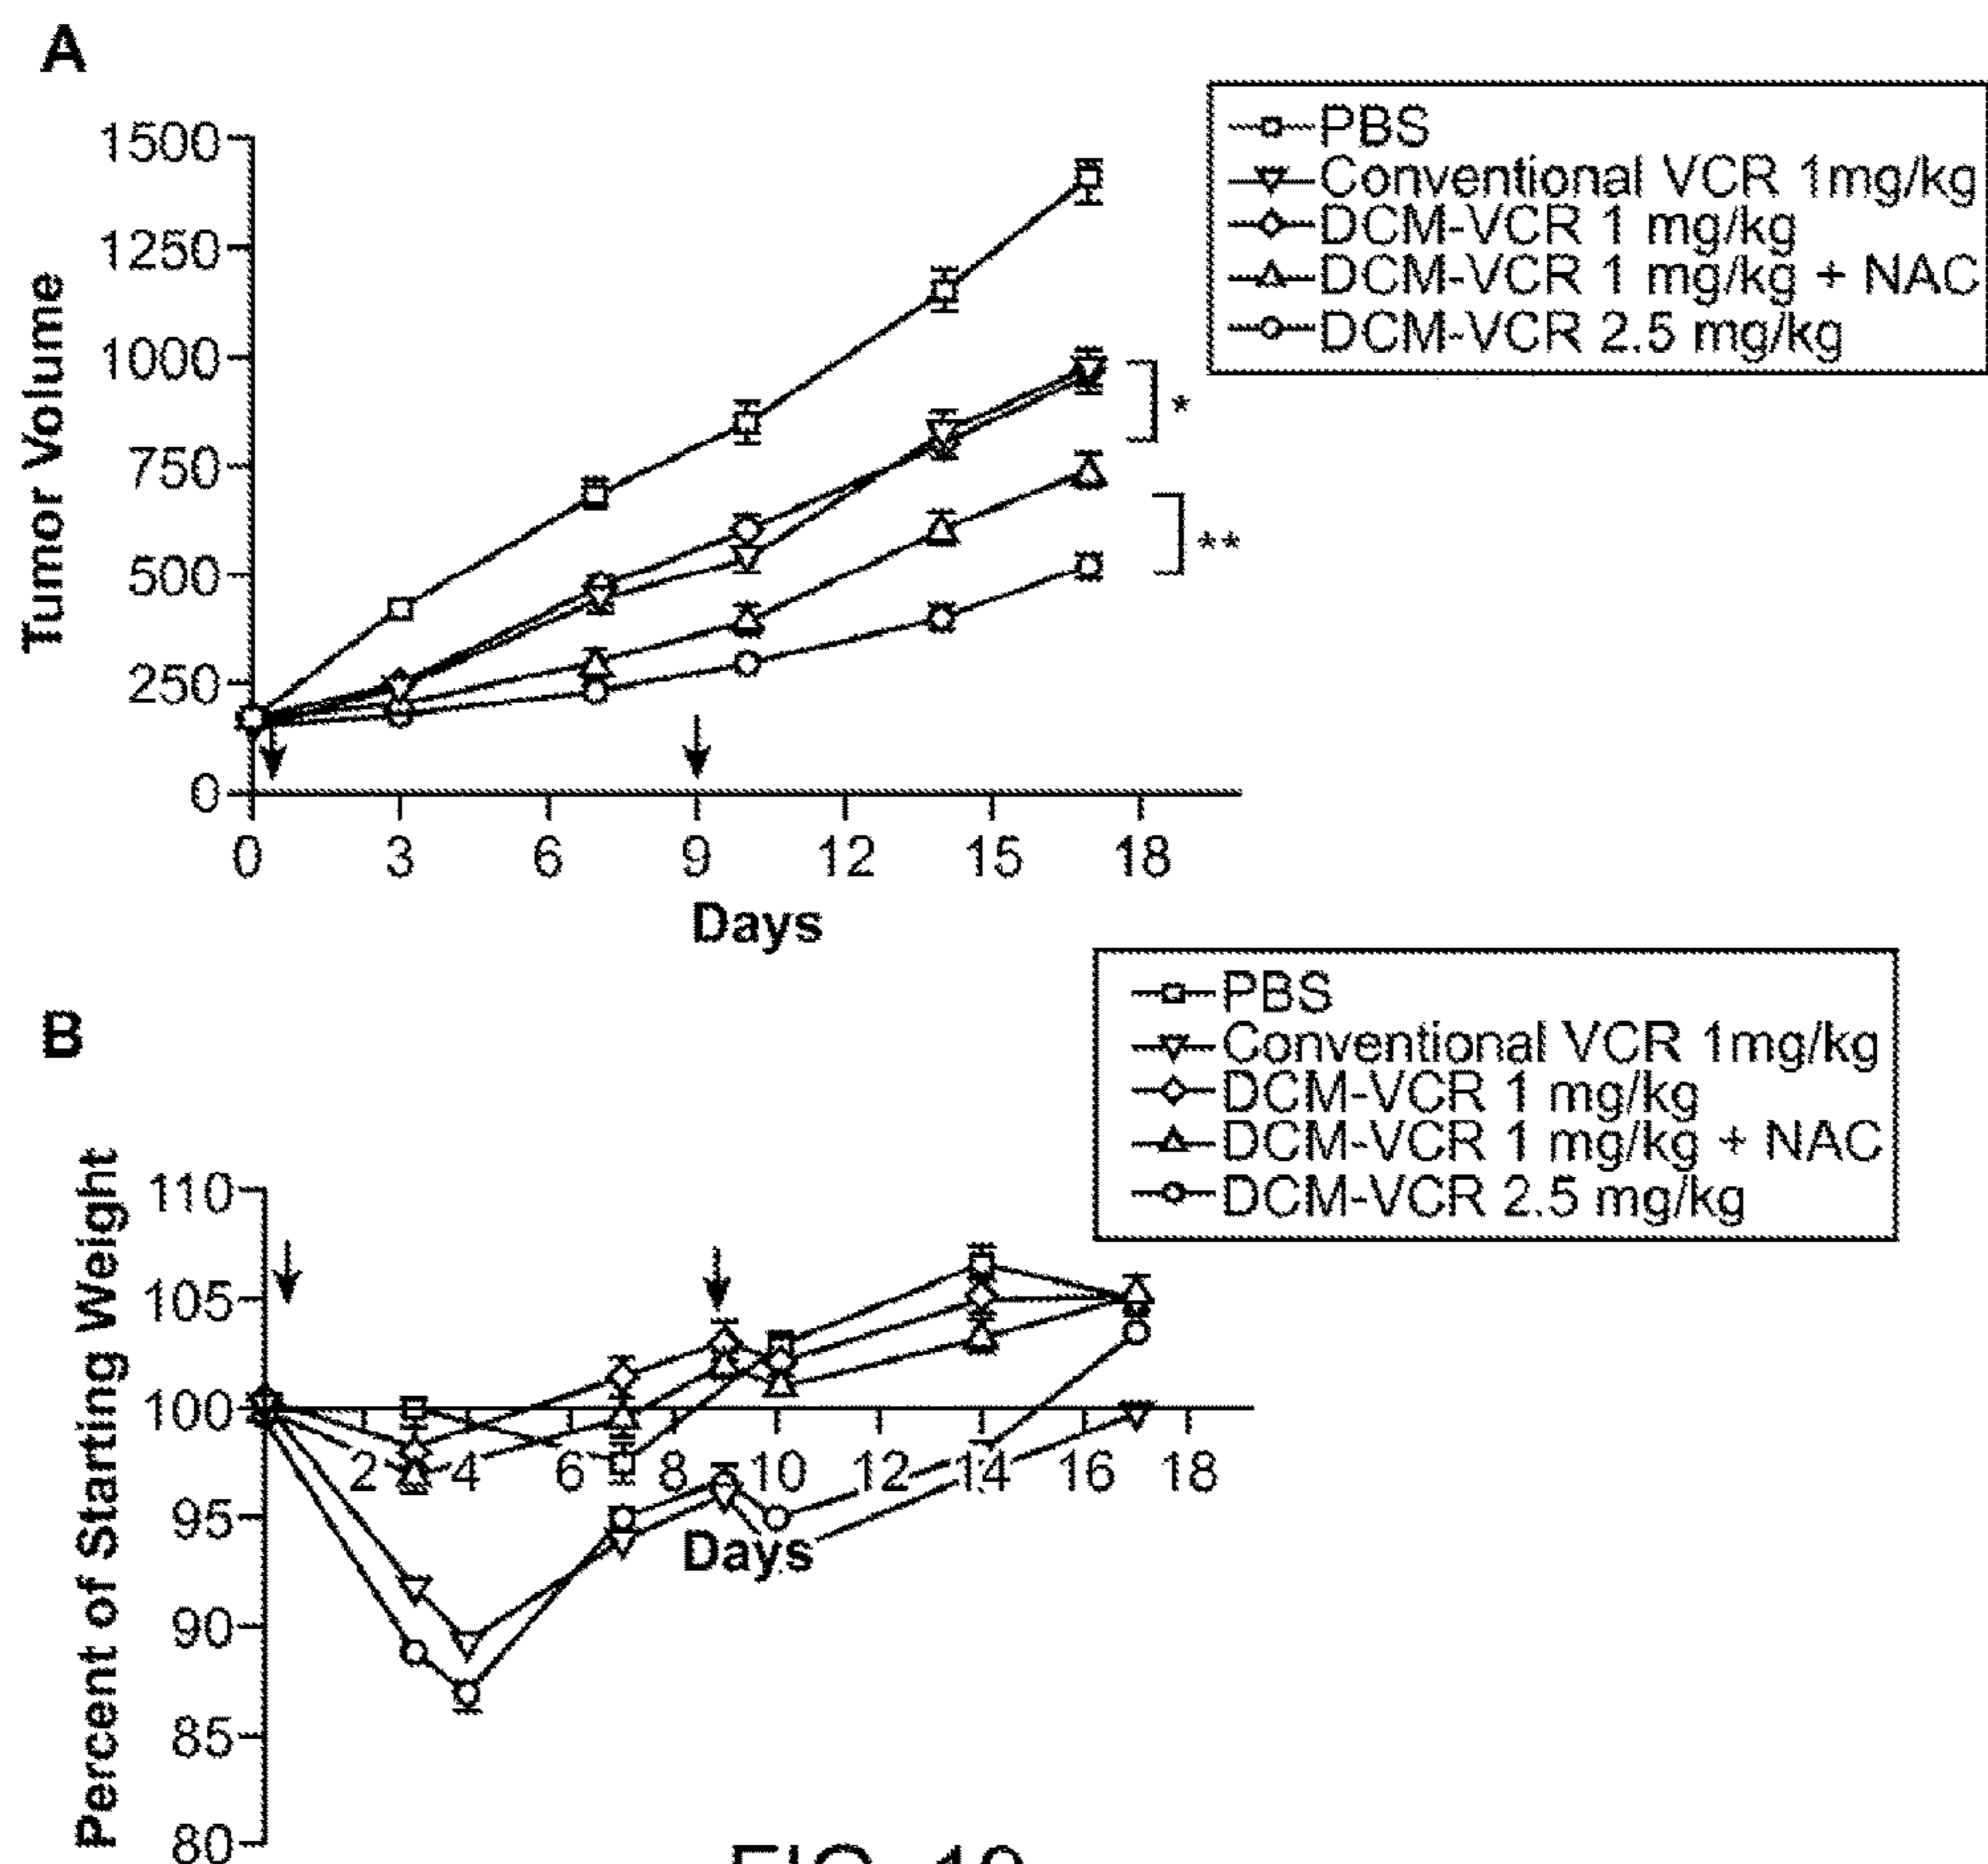 A
PBS
Conventional VCR 1mg/kg
DCM-VCR 1 mg/kg
DCM-VCR 1 mg/kg + NAC
DCM-VCR 2.5 mg/kg
Tumor Volume
1500
1250
1000
750
500
250
0
*
**
0 3 6 9 12 15 18
Days
B
PBS
Conventional VCR 1mg/kg
DCM-VCR 1 mg/kg
DCM-VCR 1 mg/kg + NAC
DCM-VCR 2.5 mg/kg
Percent of Starting Weight
110
105
100
95
90
85
80
2 4 6 8 10 12 14 16 18
Days